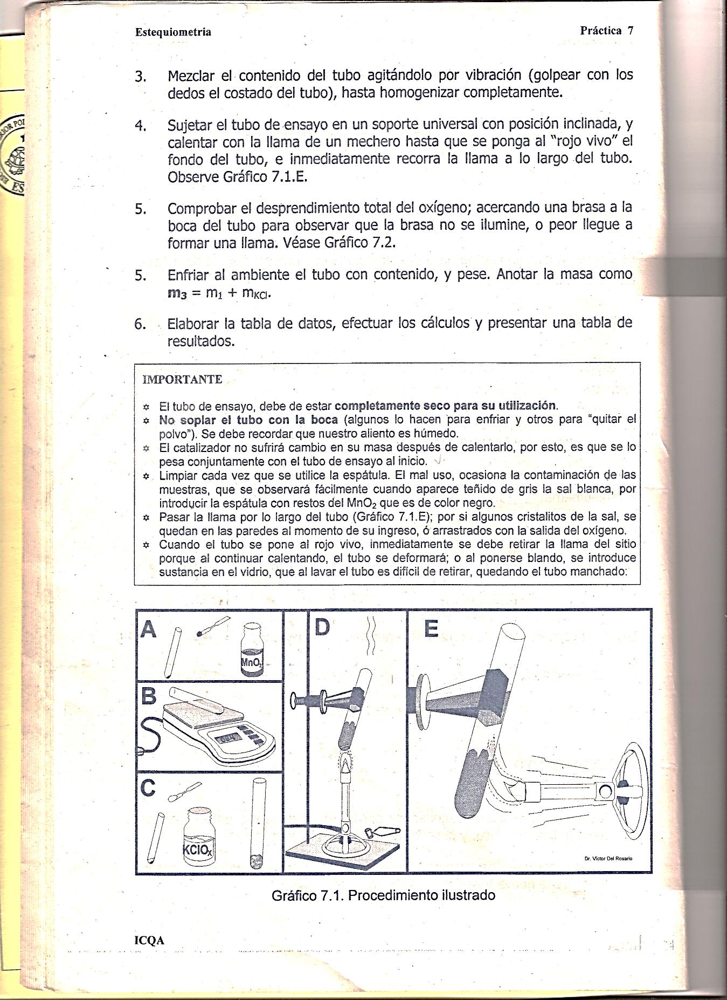 Estequiometria Práctica 7
3. Mezclar el contenido del tubo agitándolo por vibración (golpear con los
dedos el costado del tubo), hasta homogenizar completamente.
4. Sujetar el tubo de ensayo en un soporte universal con posición inclinada, y
calentar con la llama de un mechero hasta que se ponga al "rojo vivo" el
fondo del tubo, e inmediatamente recorra la llama a lo largo del tubo.
Observe Gráfico 7.1.E.
5. Comprobar el desprendimiento total del oxígeno; acercando una brasa a la
boca del tubo para observar que la brasa no se ilumine, o peor llegue a
formar una llama. Véase Gráfico 7.2.
5. Enfriar al ambiente el tubo con contenido, y pese. Anotar la masa como
m₃ = m₁ + mKCl.
6. Elaborar la tabla de datos, efectuar los cálculos y presentar una tabla de
resultados.
IMPORTANTE
✡ El tubo de ensayo, debe de estar completamente seco para su utilización.
✡ No soplar el tubo con la boca (algunos lo hacen para enfriar y otros para "quitar el
polvo"). Se debe recordar que nuestro aliento es húmedo.
✡ El catalizador no sufrirá cambio en su masa después de calentarlo, por esto, es que se lo
pesa conjuntamente con el tubo de ensayo al inicio.
✡ Limpiar cada vez que se utilice la espátula. El mal uso, ocasiona la contaminación de las
muestras, que se observará fácilmente cuando aparece teñido de gris la sal blanca, por
introducir la espátula con restos del MnO₂ que es de color negro.
✡ Pasar la llama por lo largo del tubo (Gráfico 7.1.E); por si algunos cristalitos de la sal, se
quedan en las paredes al momento de su ingreso, ó arrastrados con la salida del oxígeno.
✡ Cuando el tubo se pone al rojo vivo, inmediatamente se debe retirar la llama del sitio
porque al continuar calentando, el tubo se deformará; o al ponerse blando, se introduce
sustancia en el vidrio, que al lavar el tubo es difícil de retirar, quedando el tubo manchado:
A
MnO₂
B
C
KClOₓ
D
E
Dr. Víctor Del Rosario
Gráfico 7.1. Procedimiento ilustrado
ICQA